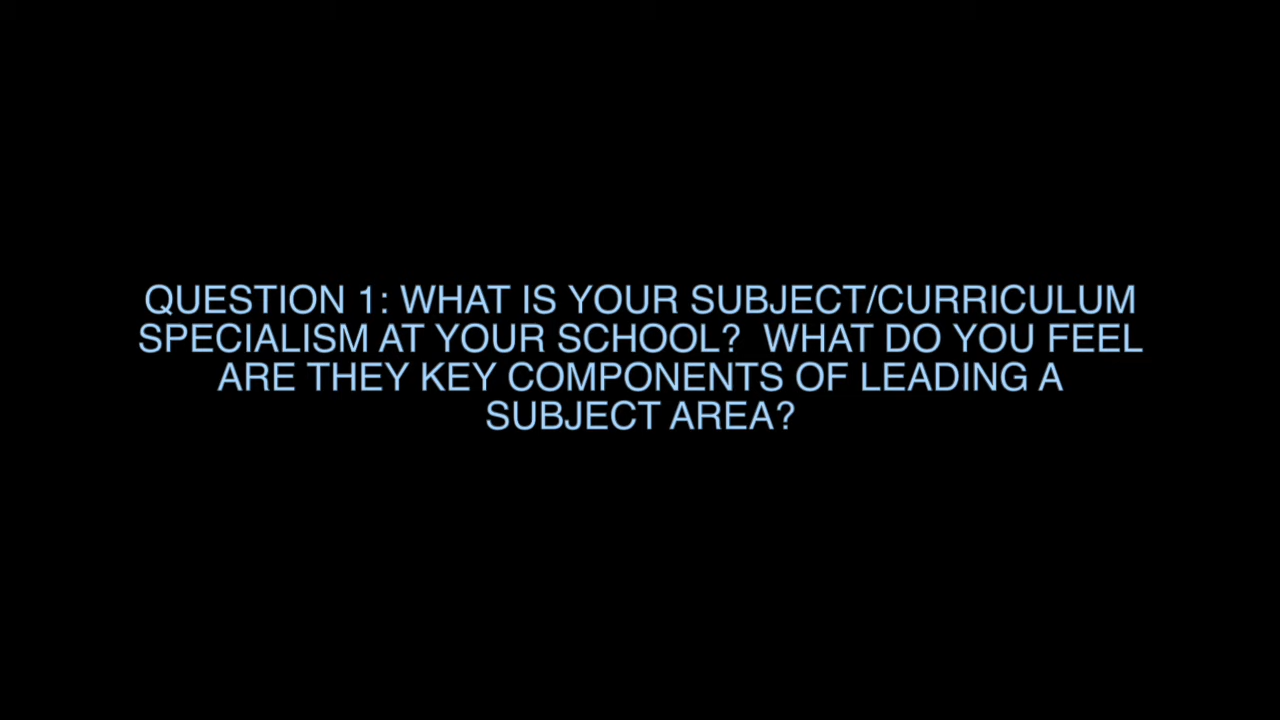 QUESTION 1: WHAT IS YOUR SUBJECT/CURRICULUM
SPECIALISM AT YOUR SCHOOL?  WHAT DO YOU FEEL
ARE THEY KEY COMPONENTS OF LEADING A
SUBJECT AREA?